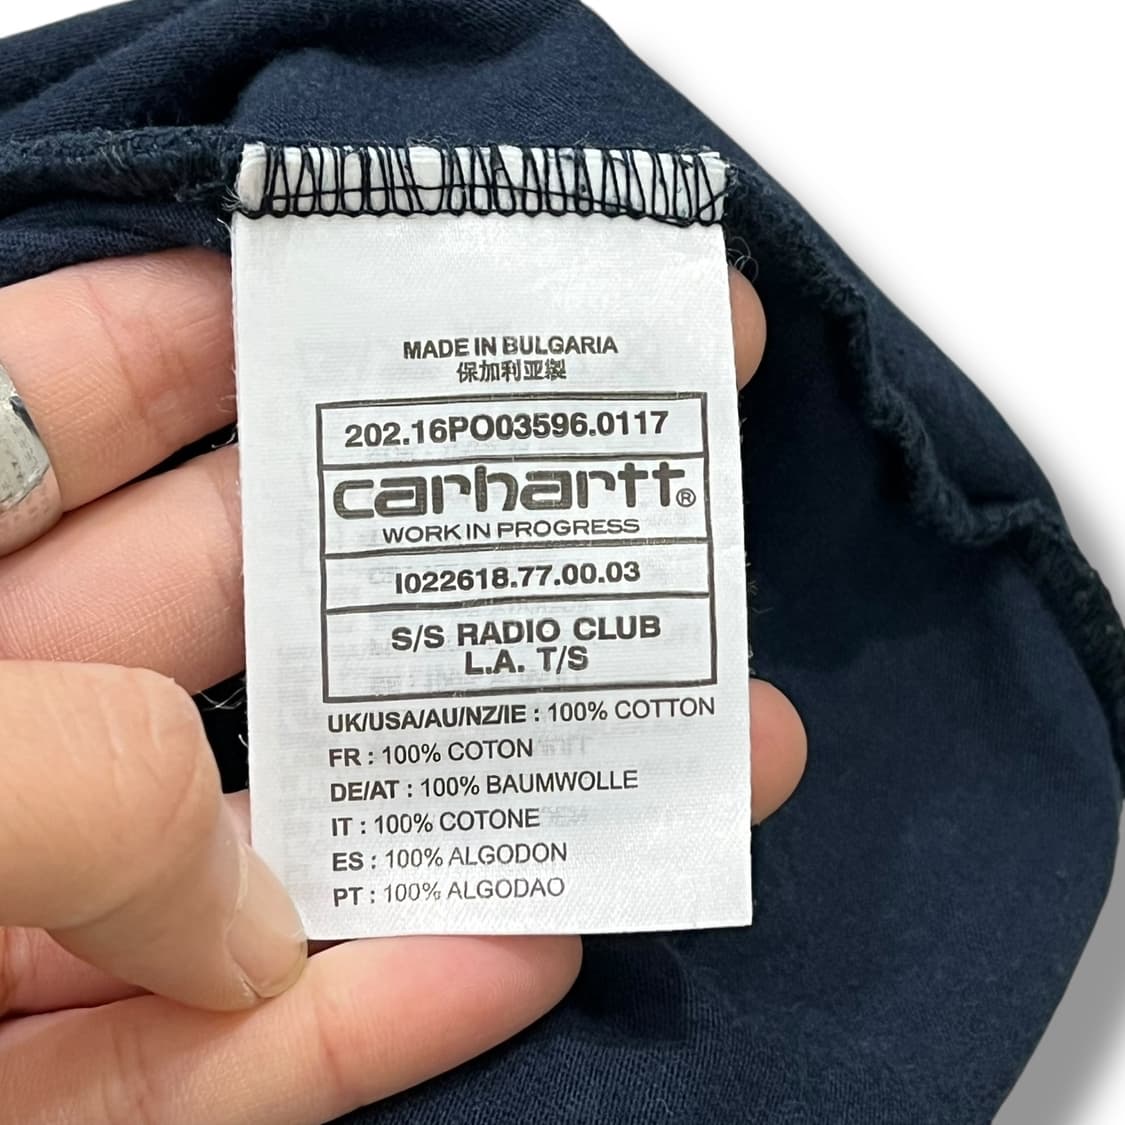 MADE IN BULGARIA
保加利亚製
202.16PO03596.0117
carhartt®
WORK IN PROGRESS
I022618.77.00.03
S/S RADIO CLUB
L.A. T/S
UK/USA/AU/NZ/IE : 100% COTTON
FR : 100% COTON
DE/AT : 100% BAUMWOLLE
IT : 100% COTONE
ES : 100% ALGODON
PT : 100% ALGODAO